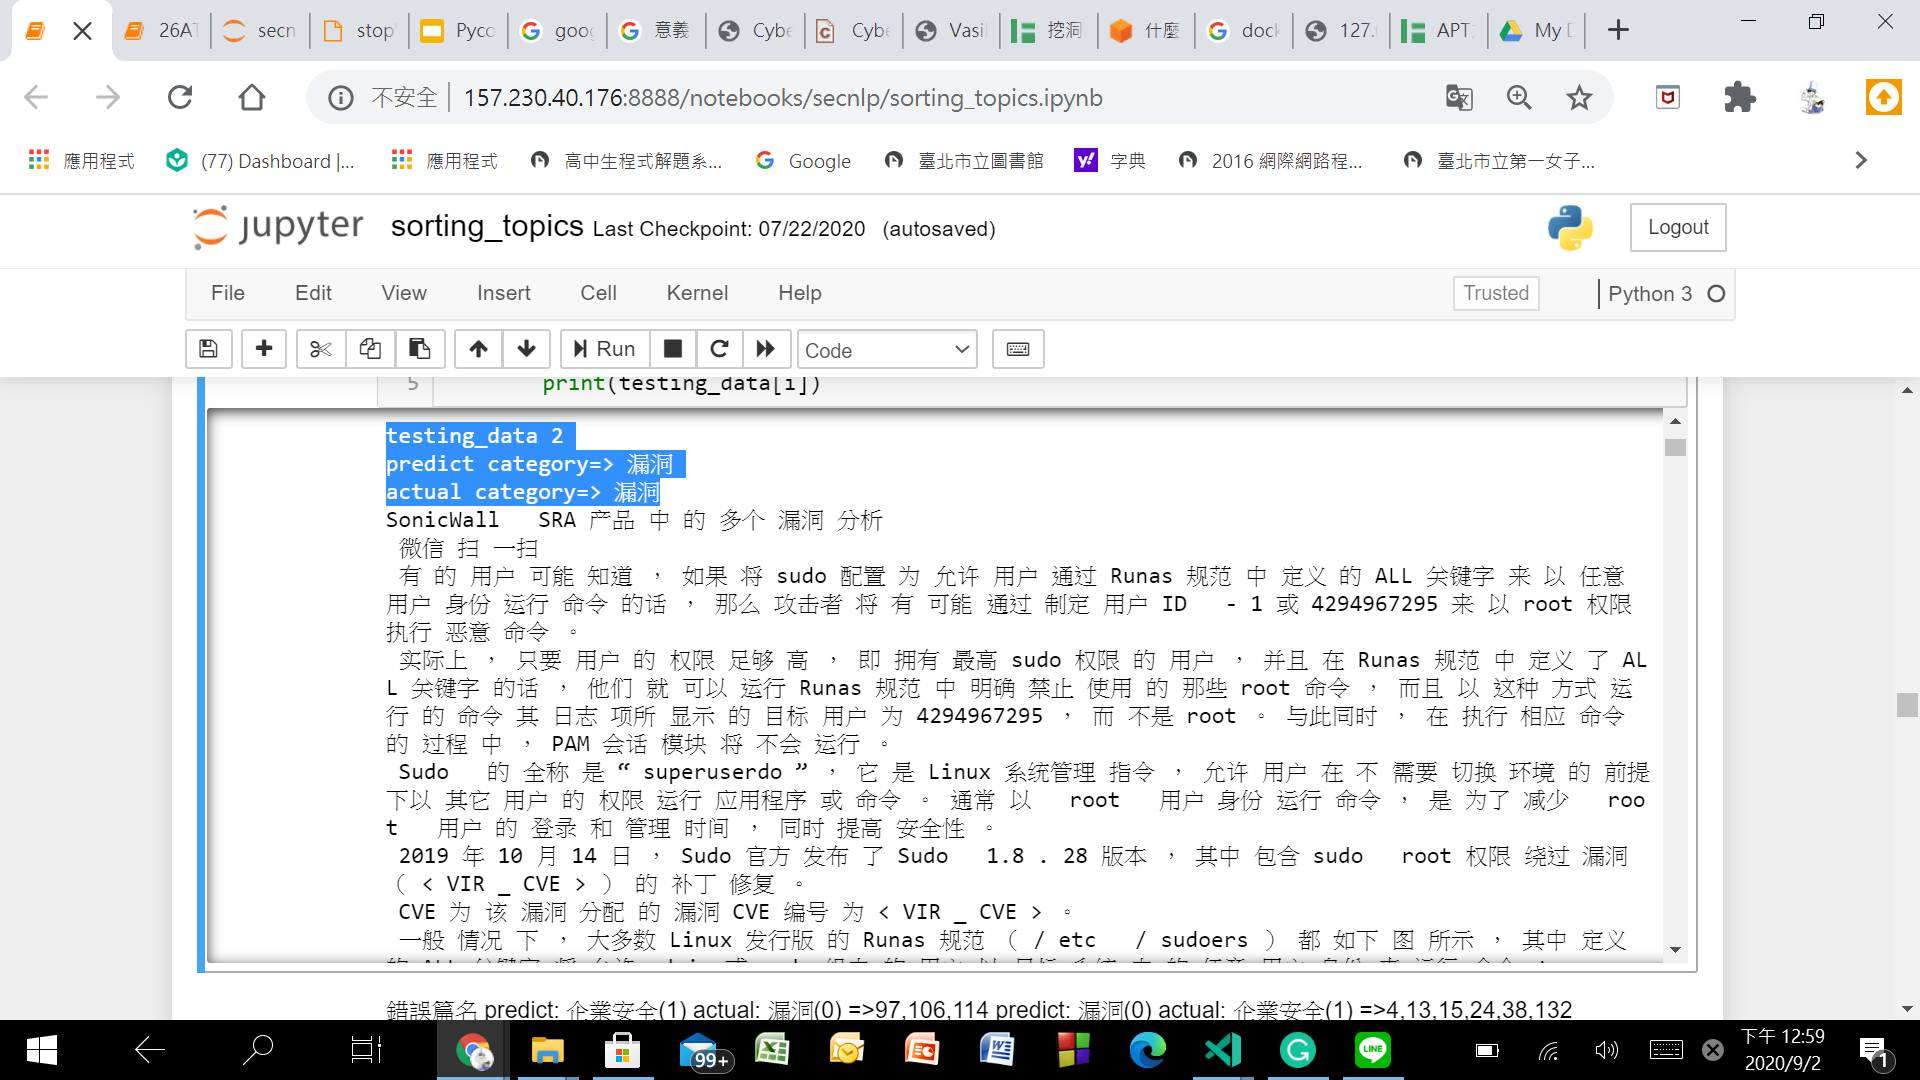 26A
secn
stop
Pyco
goo
意義
Cybe
Cybe
Vasil
挖洞
什麼
dock
127.
APT
My D
不安全 157.230.40.176:8888/notebooks/secnlp/sorting_topics.ipynb
應用程式 (77) Dashboard |... 應用程式 高中生程式解題系... Google 臺北市立圖書館 字典 2016 網際網路程... 臺北市立第一女子...
jupyter sorting_topics Last Checkpoint: 07/22/2020 (autosaved) Logout
File Edit View Insert Cell Kernel Help Trusted Python 3
Run Code
5 print(testing_data[i])
testing_data 2
predict category=> 漏洞
actual category=> 漏洞
SonicWall SRA 产品 中 的 多个 漏洞 分析
微信 扫 一扫
有 的 用户 可能 知道 ， 如果 将 sudo 配置 为 允许 用户 通过 Runas 规范 中 定义 的 ALL 关键字 来 以 任意
用户 身份 运行 命令 的话 ， 那么 攻击者 将 有 可能 通过 制定 用户 ID - 1 或 4294967295 来 以 root 权限
执行 恶意 命令 。
实际上 ， 只要 用户 的 权限 足够 高 ， 即 拥有 最高 sudo 权限 的 用户 ， 并且 在 Runas 规范 中 定义 了 AL
L 关键字 的话 ， 他们 就 可以 运行 Runas 规范 中 明确 禁止 使用 的 那些 root 命令 ， 而且 以 这种 方式 运
行 的 命令 其 日志 项所 显示 的 目标 用户 为 4294967295 ， 而 不是 root 。 与此同时 ， 在 执行 相应 命令
的 过程 中 ， PAM 会话 模块 将 不会 运行 。
Sudo 的 全称 是 “ superuserdo ” ， 它 是 Linux 系统管理 指令 ， 允许 用户 在 不 需要 切换 环境 的 前提
下以 其它 用户 的 权限 运行 应用程序 或 命令 。 通常 以 root 用户 身份 运行 命令 ， 是 为了 减少 roo
t 用户 的 登录 和 管理 时间 ， 同时 提高 安全性 。
2019 年 10 月 14 日 ， Sudo 官方 发布 了 Sudo 1.8 . 28 版本 ， 其中 包含 sudo root 权限 绕过 漏洞
（ < VIR _ CVE > ） 的 补丁 修复 。
CVE 为 该 漏洞 分配 的 漏洞 CVE 编号 为 < VIR _ CVE > 。
一般 情况 下 ， 大多数 Linux 发行版 的 Runas 规范 （ / etc / sudoers ） 都 如下 图 所示 ， 其中 定义
錯誤篇名 predict: 企業安全(1) actual: 漏洞(0) =>97,106,114 predict: 漏洞(0) actual: 企業安全(1) =>4,13,15,24,38,132
99+
LINE
下午 12:59
2020/9/2
1